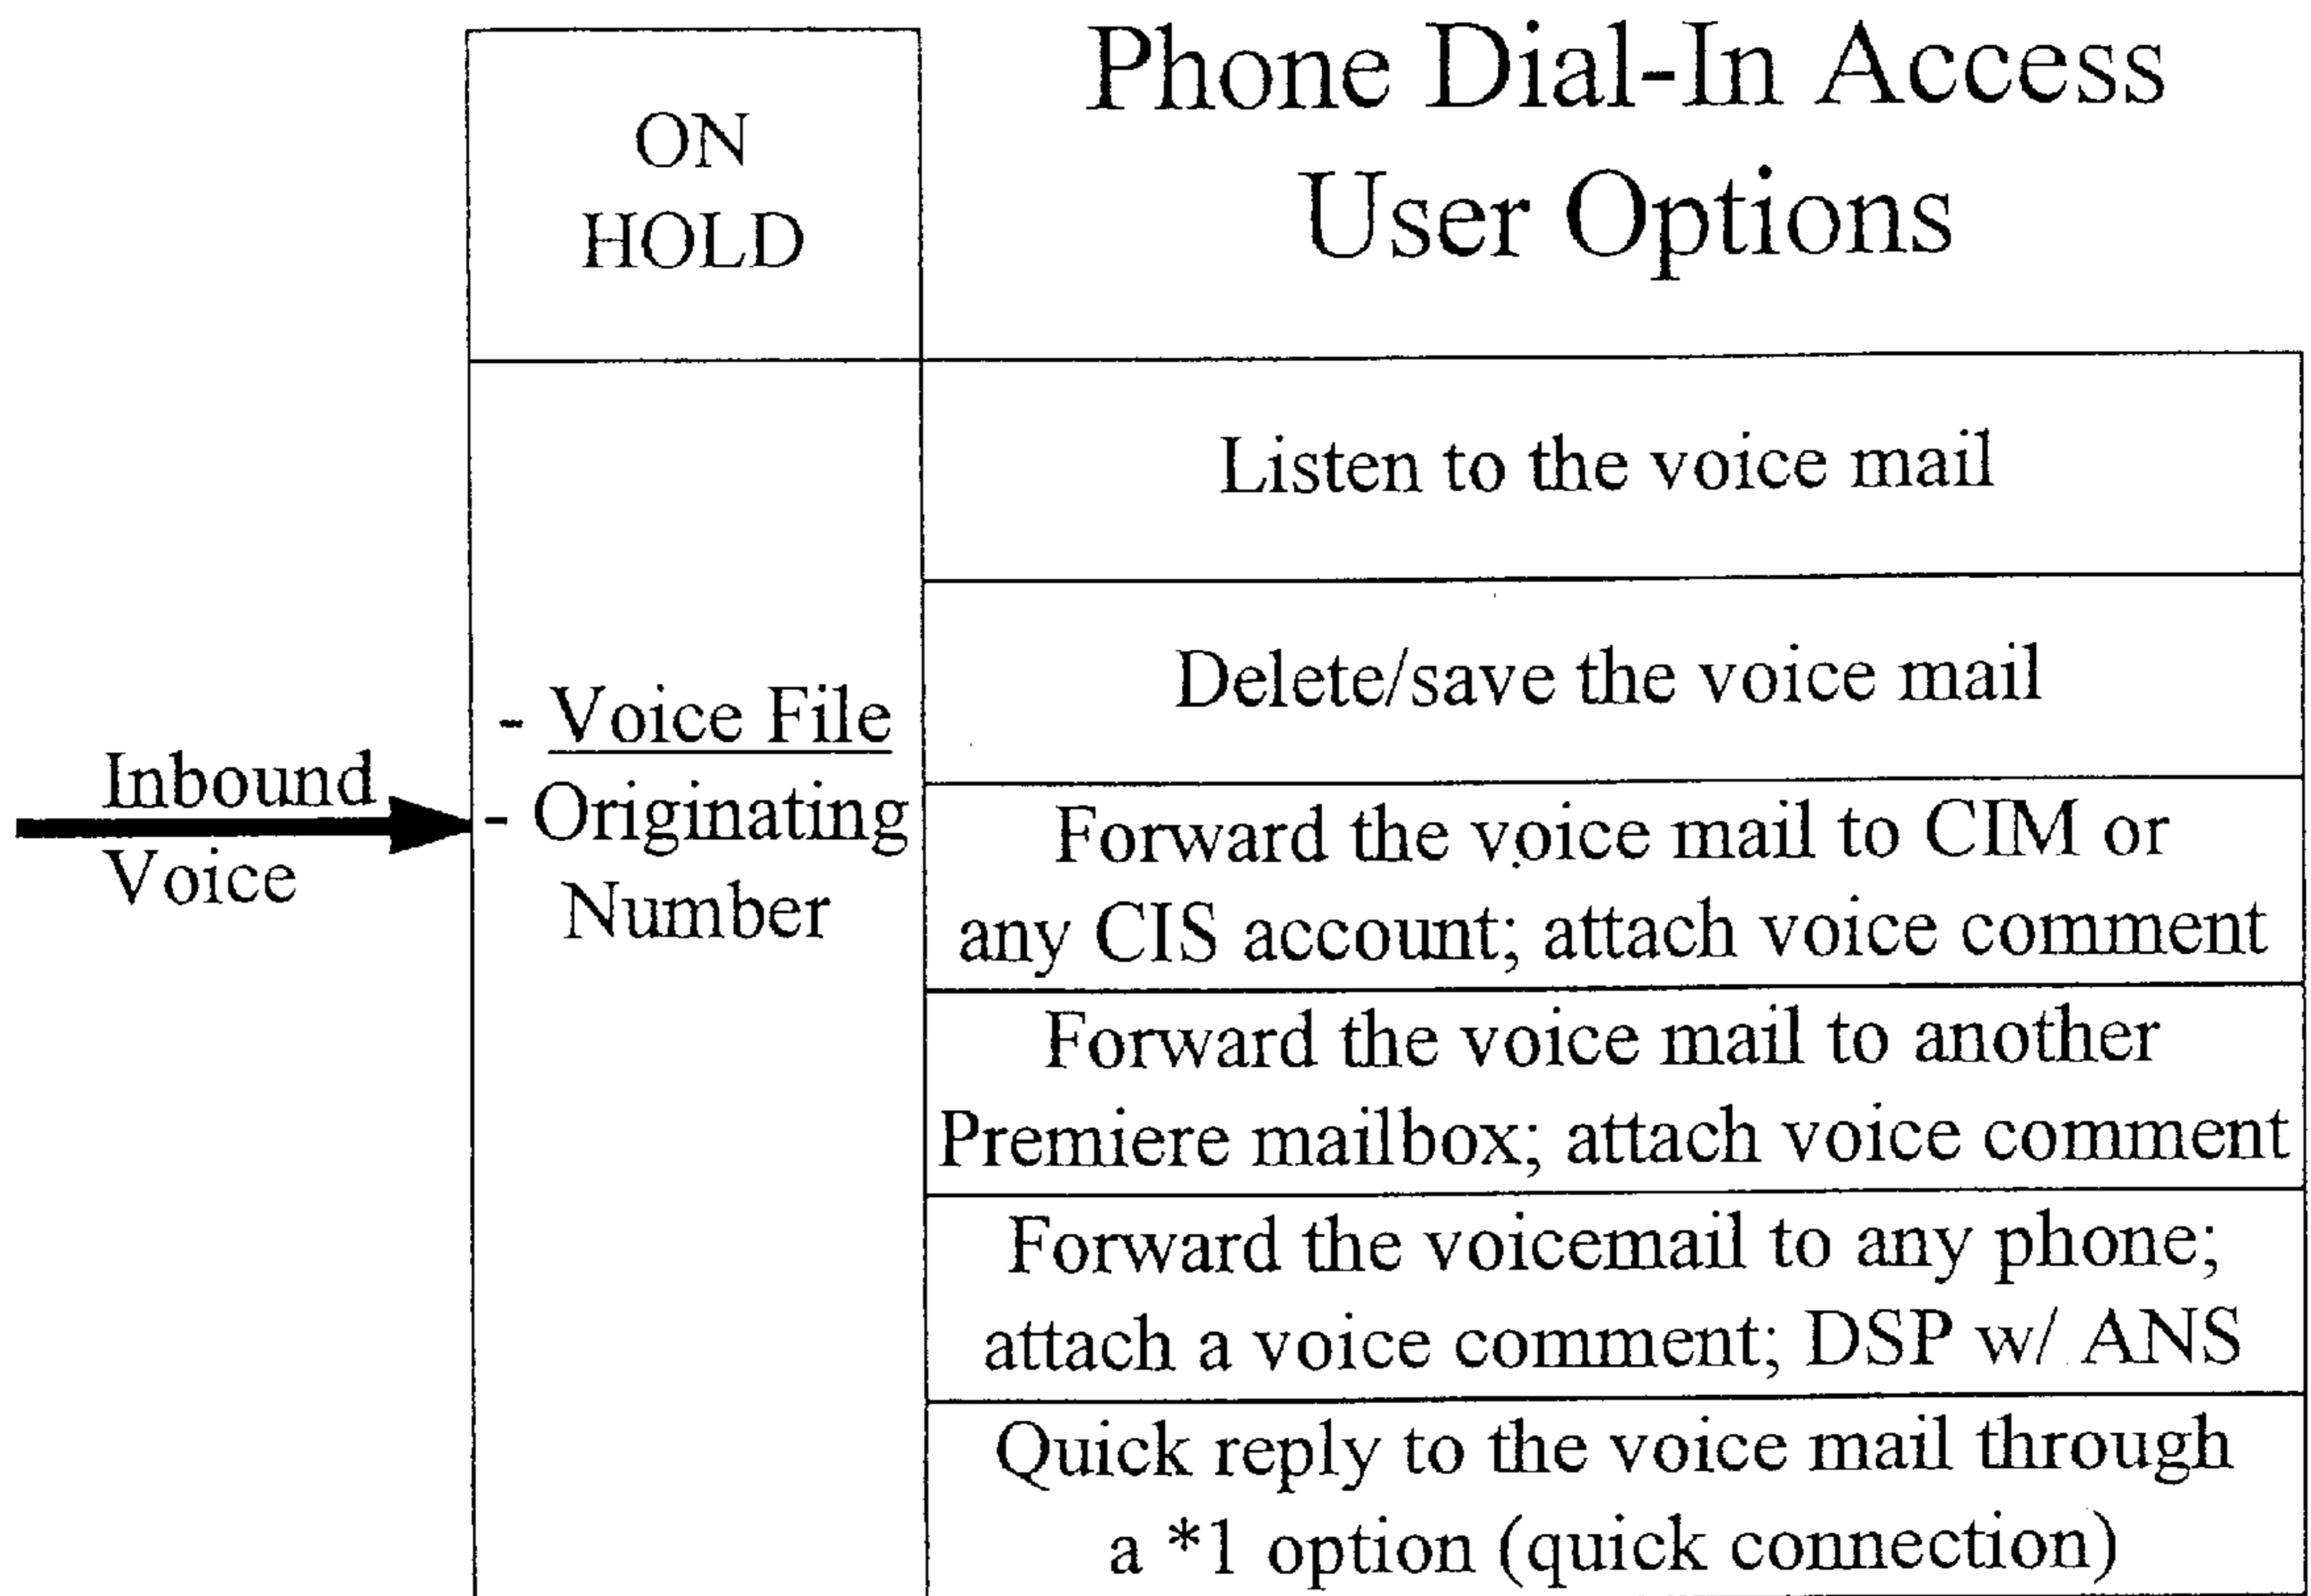 ON
HOLD
Phone Dial-In Access
User Options
Inbound
Voice
- Voice File
- Originating
Number
Listen to the voice mail
Delete/save the voice mail
Forward the voice mail to CIM or
any CIS account; attach voice comment
Forward the voice mail to another
Premiere mailbox; attach voice comment
Forward the voicemail to any phone;
attach a voice comment; DSP w/ ANS
Quick reply to the voice mail through
a *1 option (quick connection)